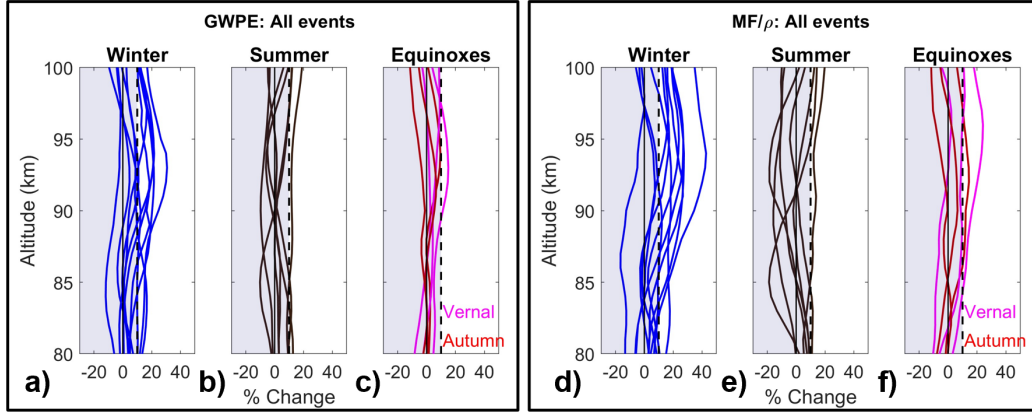 GWPE: All events
Winter
Summer
Equinoxes
100
95
90
85
80
Altitude (km)
-20 0 20 40
-20 0 20 40
-20 0 20 40
% Change
a)
b)
c)
Vernal
Autumn
MF/ρ: All events
Winter
Summer
Equinoxes
100
95
90
85
80
Altitude (km)
-20 0 20 40
-20 0 20 40
-20 0 20 40
% Change
d)
e)
f)
Vernal
Autumn